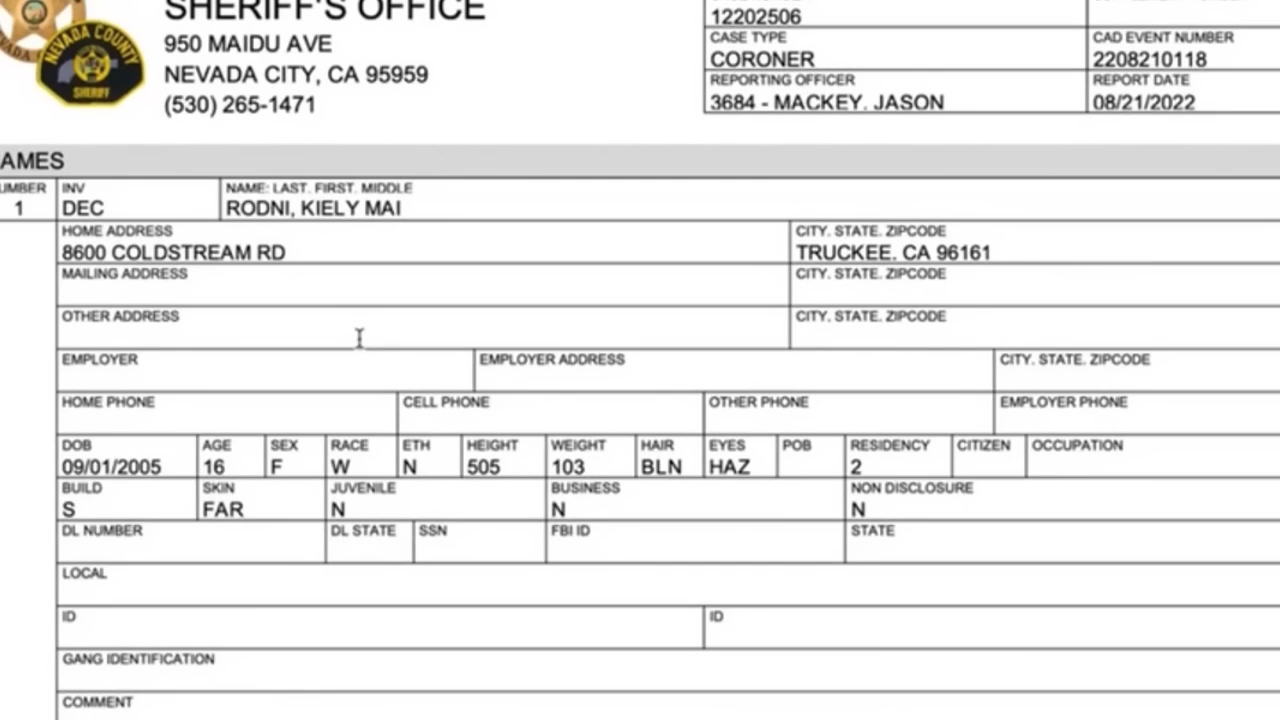 SHERIFF'S OFFICE
950 MAIDU AVE
NEVADA CITY, CA 95959
(530) 265-1471
NEVADA COUNTY
SHERIFF
12202506
CASE TYPE
CORONER
CAD EVENT NUMBER
2208210118
REPORTING OFFICER
3684 - MACKEY. JASON
REPORT DATE
08/21/2022
AMES
UMBER
1
INV
DEC
NAME: LAST. FIRST. MIDDLE
RODNI, KIELY MAI
HOME ADDRESS
8600 COLDSTREAM RD
CITY. STATE. ZIPCODE
TRUCKEE. CA 96161
MAILING ADDRESS
CITY. STATE. ZIPCODE
OTHER ADDRESS
CITY. STATE. ZIPCODE
EMPLOYER
EMPLOYER ADDRESS
CITY. STATE. ZIPCODE
HOME PHONE
CELL PHONE
OTHER PHONE
EMPLOYER PHONE
DOB
09/01/2005
AGE
16
SEX
F
RACE
W
ETH
N
HEIGHT
505
WEIGHT
103
HAIR
BLN
EYES
HAZ
POB
RESIDENCY
2
CITIZEN
OCCUPATION
BUILD
S
SKIN
FAR
JUVENILE
N
BUSINESS
N
NON DISCLOSURE
N
DL NUMBER
DL STATE
SSN
FBI ID
STATE
LOCAL
ID
ID
GANG IDENTIFICATION
COMMENT